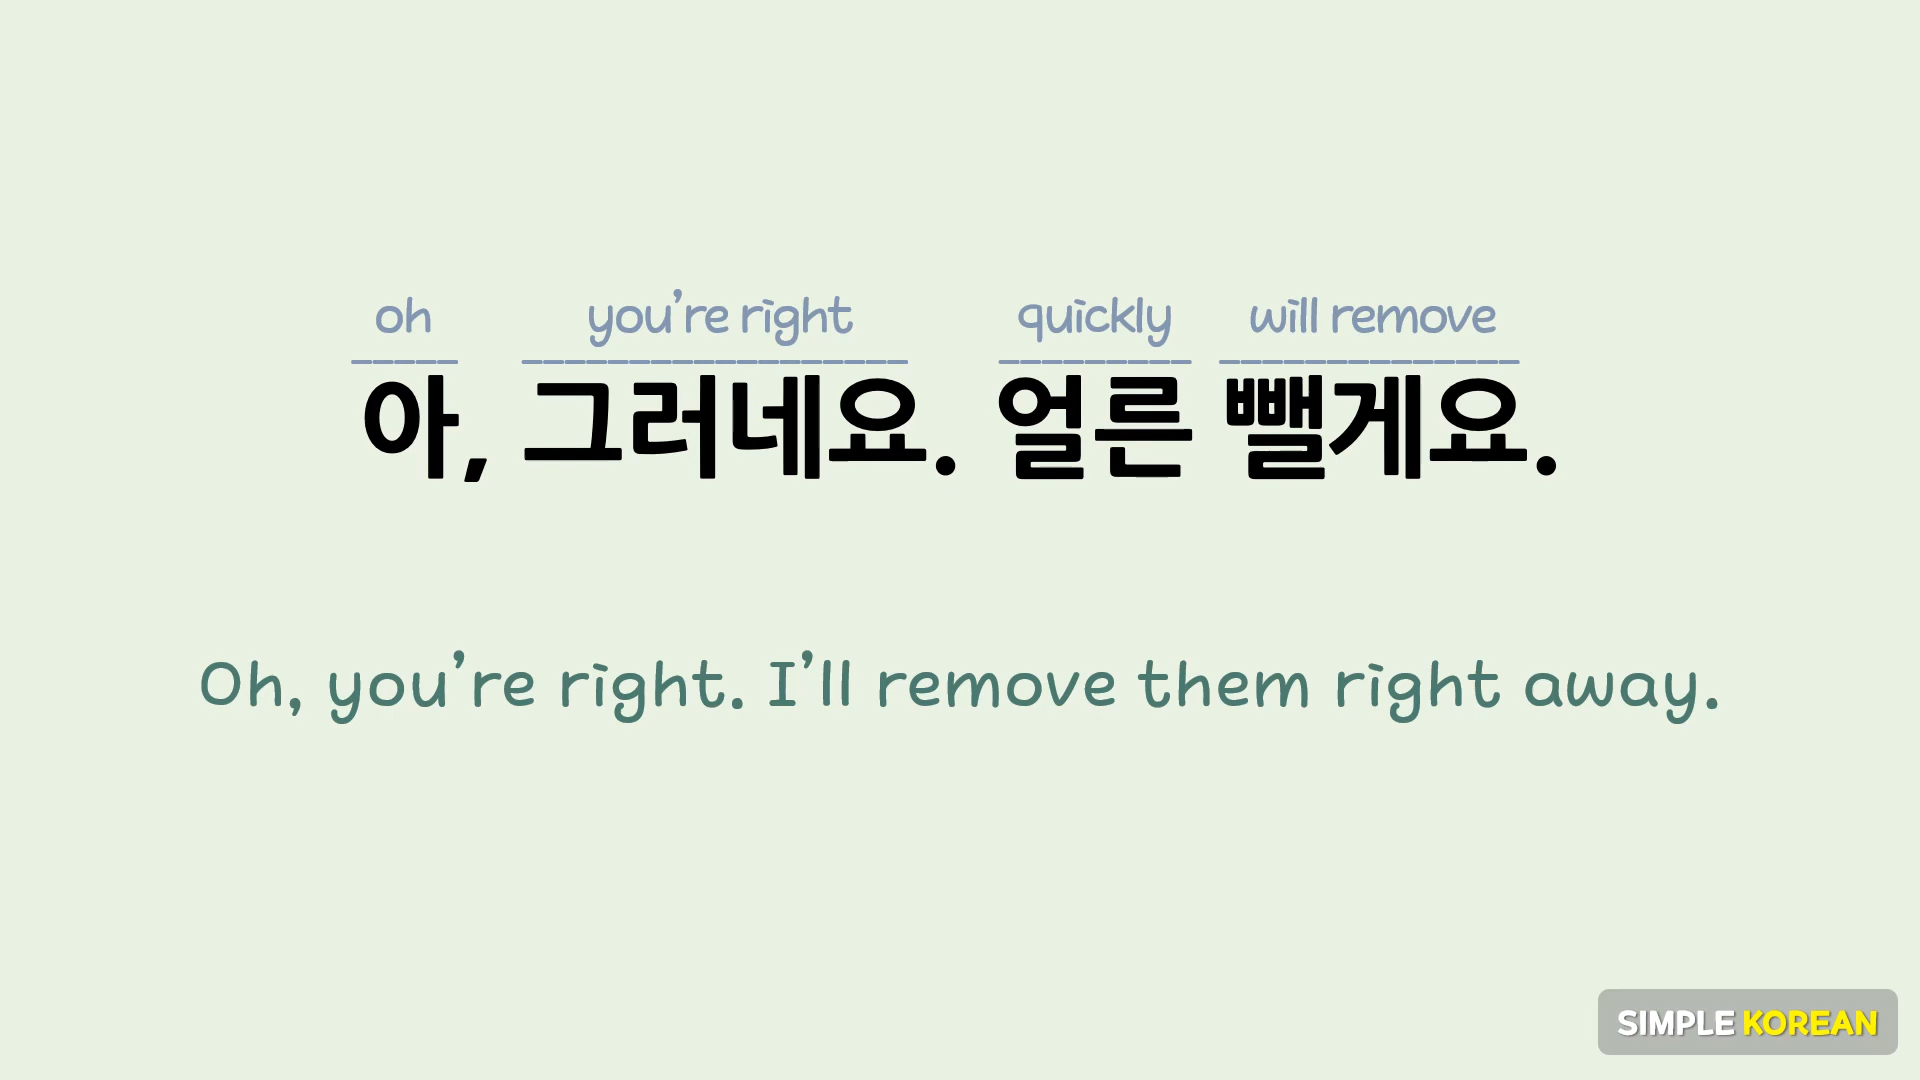 oh you’re right quickly will remove
아, 그러네요. 얼른 뺄게요.
Oh, you’re right. I’ll remove them right away.
SIMPLE KOREAN